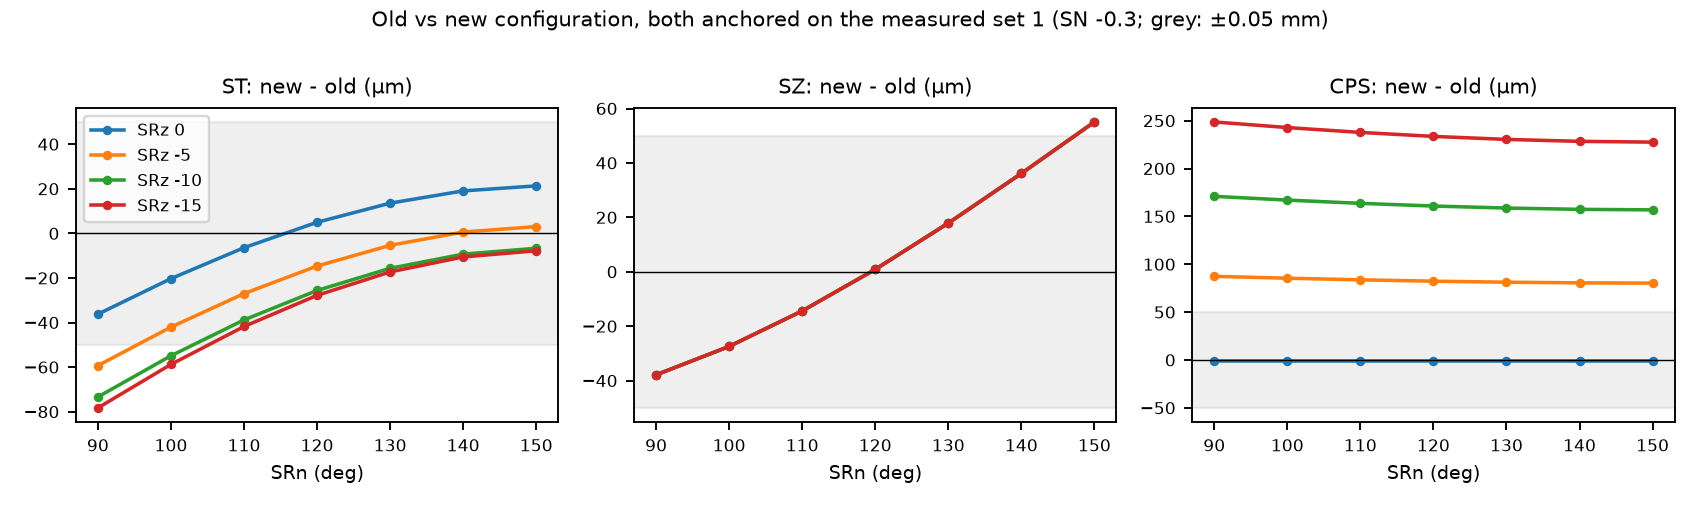 Old vs new configuration, both anchored on the measured set 1 (SN -0.3; grey: ±0.05 mm)
ST: new - old (µm)
SRz 0
SRz -5
SRz -10
SRz -15
40
20
0
−20
−40
−60
−80
90 100 110 120 130 140 150
SRn (deg)
SZ: new - old (µm)
60
40
20
0
−20
−40
90 100 110 120 130 140 150
SRn (deg)
CPS: new - old (µm)
250
200
150
100
50
0
−50
90 100 110 120 130 140 150
SRn (deg)